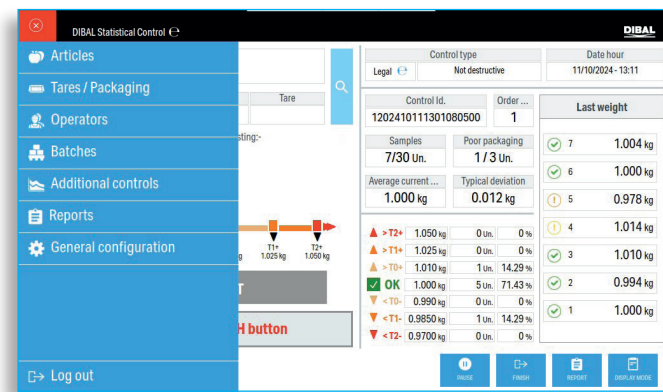 DIBAL Statistical Control
DIBAL
Articles
Tares / Packaging
Operators
Batches
Additional controls
Reports
General configuration
Log out
Tare
sting:-
T1+
T2+
g
1.025 kg
1.050 kg
T
H button
Control type
Legal
Not destructive
Date hour
11/10/2024 - 13:11
Control Id.
Order ...
1202410111301080500
1
Samples
Poor packaging
7/30 Un.
1 / 3 Un.
Average current ...
Typical deviation
1.000 kg
0.012 kg
> T2+ 1.050 kg 0 Un. 0 %
> T1+ 1.025 kg 0 Un. 0 %
> T0+ 1.010 kg 1 Un. 14.29 %
OK 1.000 kg 5 Un. 71.43 %
< T0- 0.990 kg 0 Un. 0 %
< T1- 0.9850 kg 1 Un. 14.29 %
< T2- 0.9700 kg 0 Un. 0 %
Last weight
7 1.004 kg
6 1.000 kg
5 0.978 kg
4 1.014 kg
3 1.010 kg
2 0.994 kg
1 1.000 kg
PAUSE
FINISH
REPORT
DISPLAY MODE